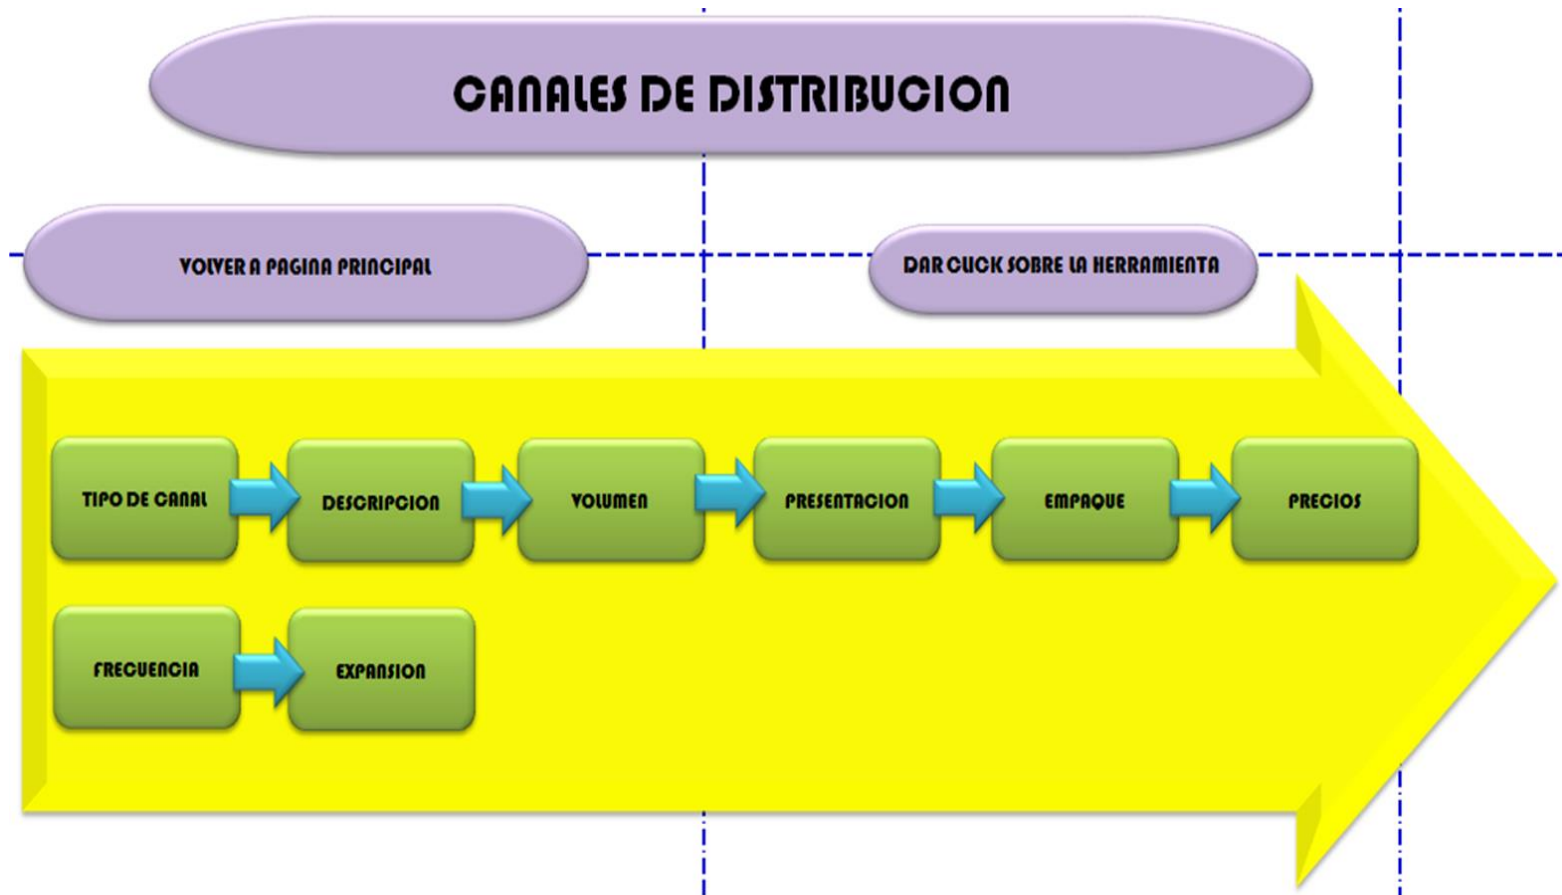 CANALES DE DISTRIBUCION
VOLVER A PAGINA PRINCIPAL
DAR CLICK SOBRE LA HERRAMIENTA
TIPO DE CANAL
DESCRIPCION
VOLUMEN
PRESENTACION
EMPAQUE
PRECIOS
FRECUENCIA
EXPANSION